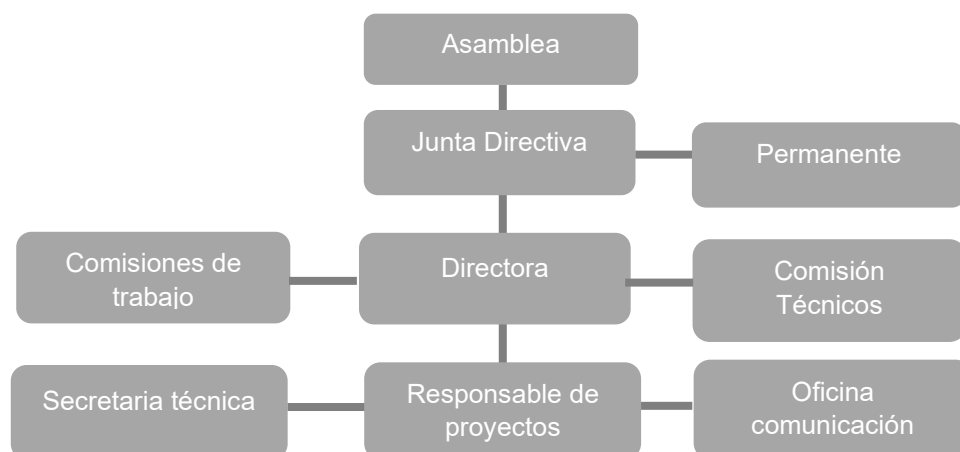 Asamblea
Junta Directiva
Permanente
Comisiones de
trabajo
Directora
Comisión
Técnicos
Secretaria técnica
Responsable de
proyectos
Oficina
comunicación